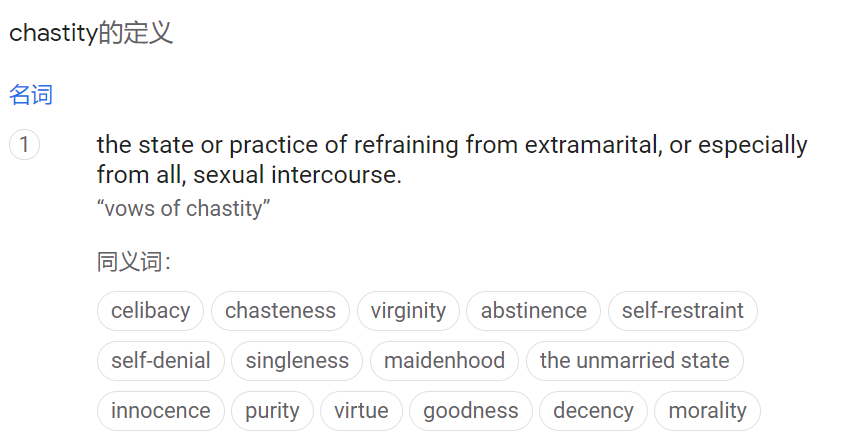 chastity的定义
名词
1 the state or practice of refraining from extramarital, or especially
from all, sexual intercourse.
“vows of chastity”
同义词：
celibacy chasteness virginity abstinence self-restraint
self-denial singleness maidenhood the unmarried state
innocence purity virtue goodness decency morality